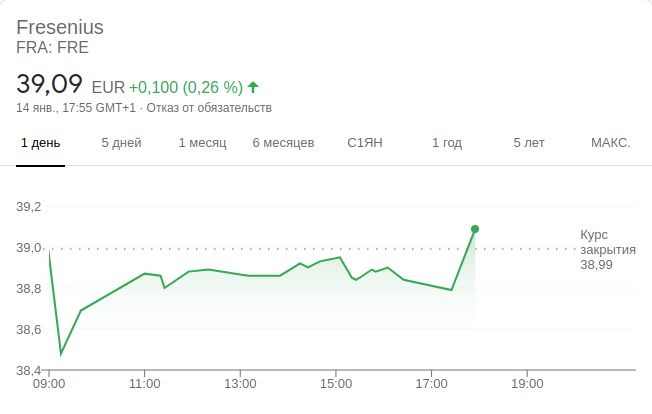 Fresenius
FRA: FRE
39,09 EUR +0,100 (0,26 %)
14 янв., 17:55 GMT+1 · Отказ от обязательств
1 день 5 дней 1 месяц 6 месяцев С1ЯН 1 год 5 лет МАКС.
39,2
39,0
38,8
38,6
38,4
Курс
закрытия
38,99
09:00 11:00 13:00 15:00 17:00 19:00